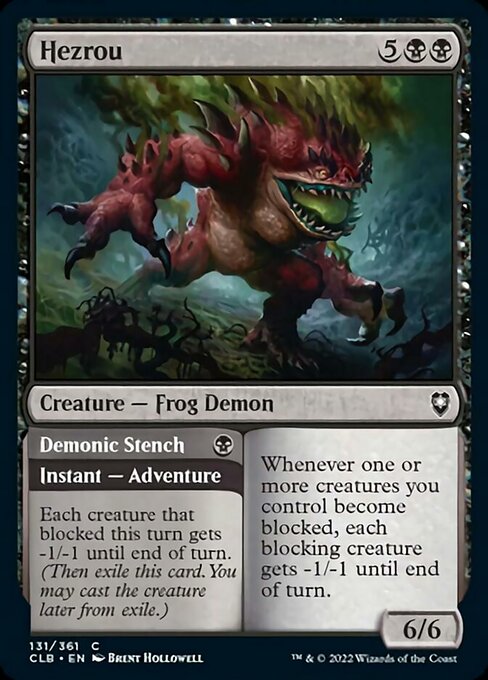 Hezrou 5
Creature — Frog Demon
Demonic Stench
Instant — Adventure
Each creature that
blocked this turn gets
-1/-1 until end of turn.
(Then exile this card. You
may cast the creature
later from exile.)
Whenever one or
more creatures you
control become
blocked, each
blocking creature
gets -1/-1 until end
of turn.
6/6
131/361 C
CLB • EN Brent Hollowell
™ & © 2022 Wizards of the Coast